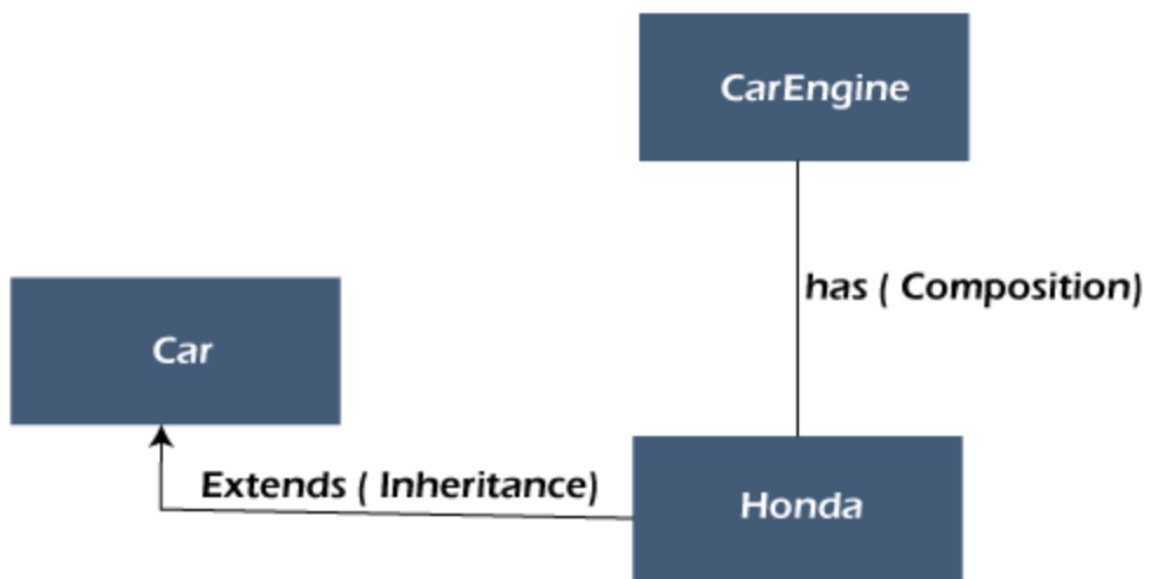 CarEngine
has ( Composition)
Car
Extends ( Inheritance)
Honda